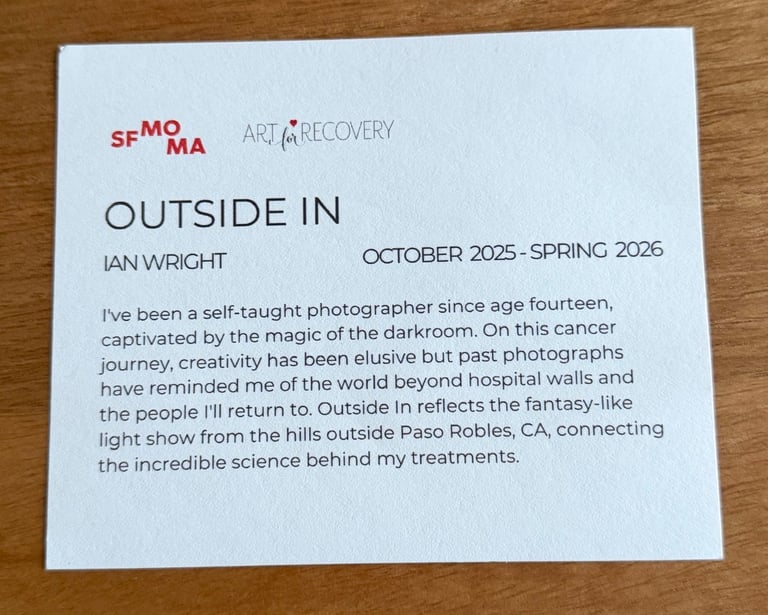 SFMOMA ART for RECOVERY
OUTSIDE IN
IAN WRIGHT OCTOBER 2025 - SPRING 2026
I've been a self-taught photographer since age fourteen,
captivated by the magic of the darkroom. On this cancer
journey, creativity has been elusive but past photographs
have reminded me of the world beyond hospital walls and
the people I'll return to. Outside In reflects the fantasy-like
light show from the hills outside Paso Robles, CA, connecting
the incredible science behind my treatments.